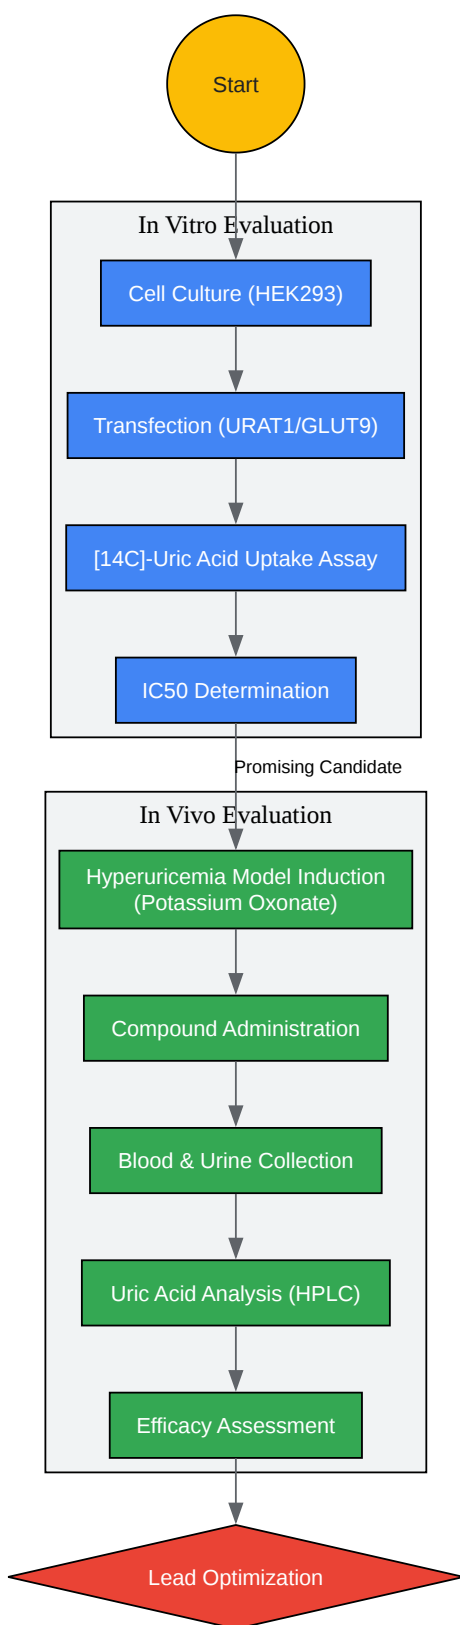 Start
In Vitro Evaluation
Cell Culture (HEK293)
Transfection (URAT1/GLUT9)
[14C]-Uric Acid Uptake Assay
IC50 Determination
Promising Candidate
In Vivo Evaluation
Hyperuricemia Model Induction
(Potassium Oxonate)
Compound Administration
Blood & Urine Collection
Uric Acid Analysis (HPLC)
Efficacy Assessment
Lead Optimization